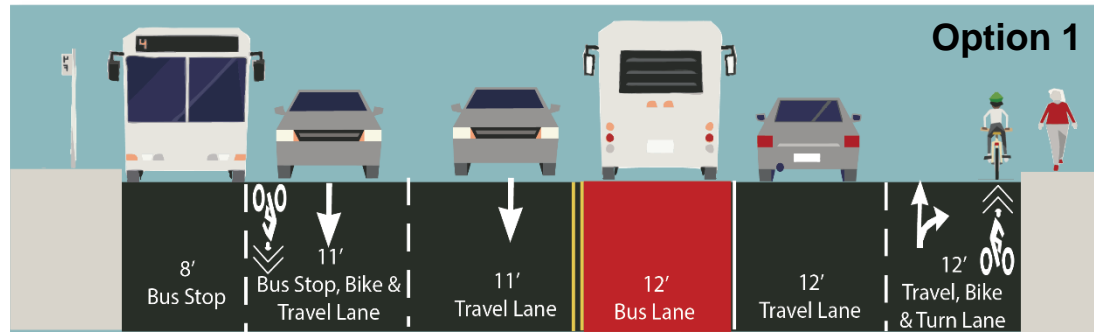 Option 1
4
8'
Bus Stop
11'
Bus Stop, Bike &
Travel Lane
11'
Travel Lane
12'
Bus Lane
12'
Travel Lane
12'
Travel, Bike
& Turn Lane